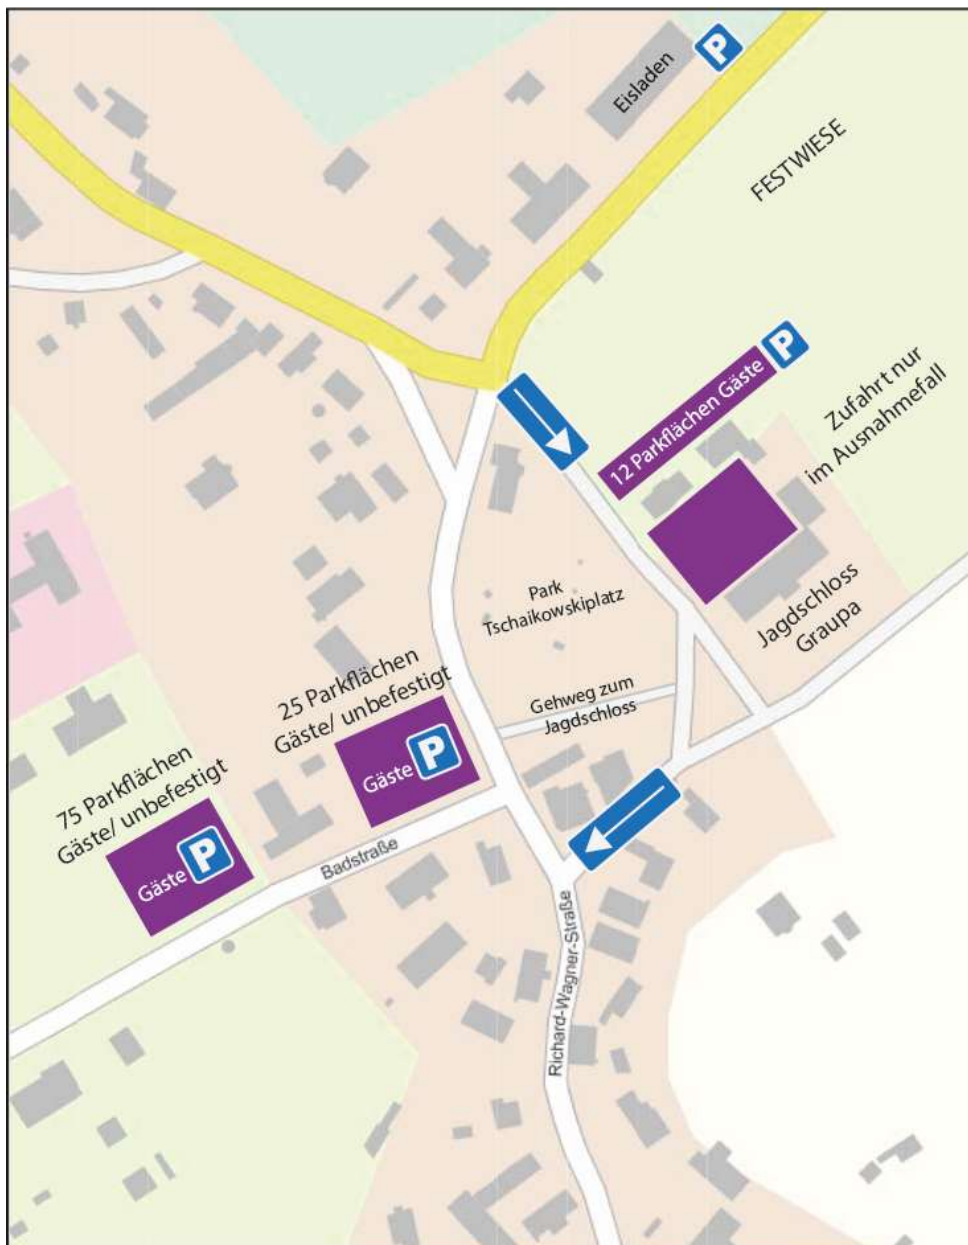 P
Eisladen
FESTWIESE
P
12 Parkflächen Gäste
Zufahrt nur
im Ausnahmefall
Park
Tschaikowskiplatz
Jagdschloss
Graupa
25 Parkflächen
Gäste/ unbefestigt
Gehweg zum
Jagdschloss
Gäste P
75 Parkflächen
Gäste/ unbefestigt
Gäste P
Badstraße
Richard-Wagner-Straße